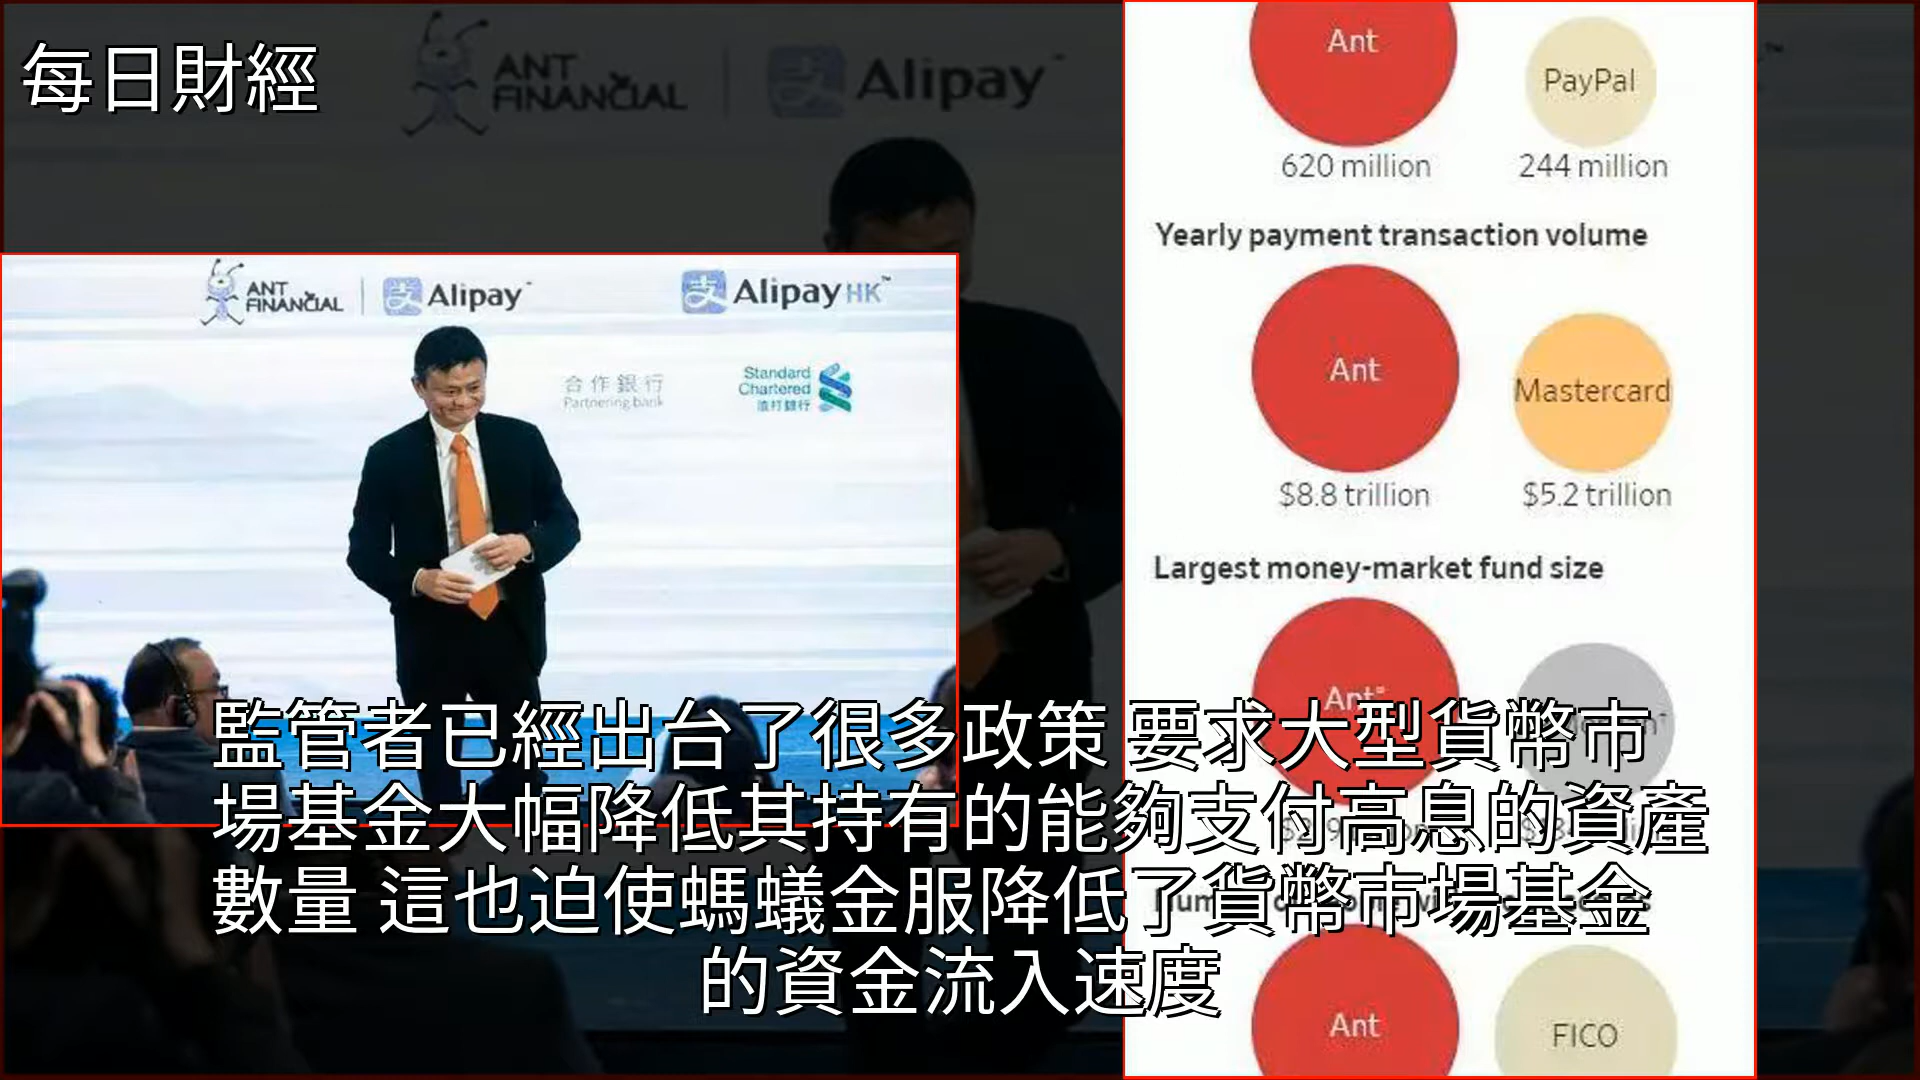 每日財經
ANT
FINANCIAL
Alipay
ANT
FINANCIAL
Alipay
Alipay HK™
合作銀行
Partnering bank
Standard
Chartered
渣打銀行
Ant
PayPal
620 million
244 million
Yearly payment transaction volume
Ant
Mastercard
$8.8 trillion
$5.2 trillion
Largest money-market fund size
Ant*
監管者已經出台了很多政策 要求大型貨幣市
場基金大幅降低其持有的能夠支付高息的資產
數量 這也迫使螞蟻金服降低了貨幣市場基金
的資金流入速度
Ant
FICO